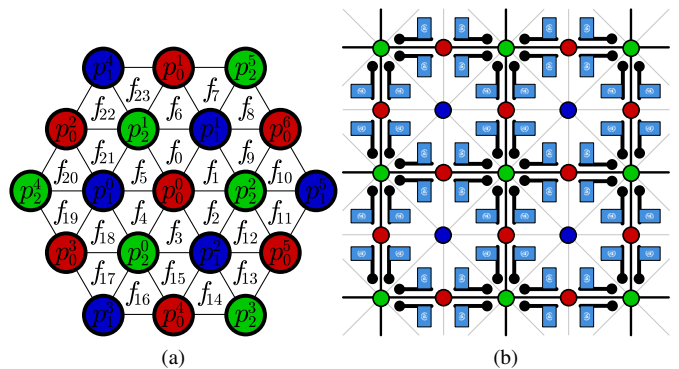 p_1^4 p_0^1 p_2^5
f_23 f_7
f_22 f_6 f_8
p_0^2 p_2^1 p_1^1 p_0^6
f_21 f_0 f_9
f_20 f_5 f_1 f_10
p_2^4 p_1^0 p_0^0 p_2^2 p_1^5
f_19 f_4 f_2 f_11
f_18 f_3 f_12
p_0^3 p_2^0 p_1^2 p_0^5
f_17 f_15 f_13
f_16 f_14
p_1^3 p_0^4 p_2^3
(a) (b)